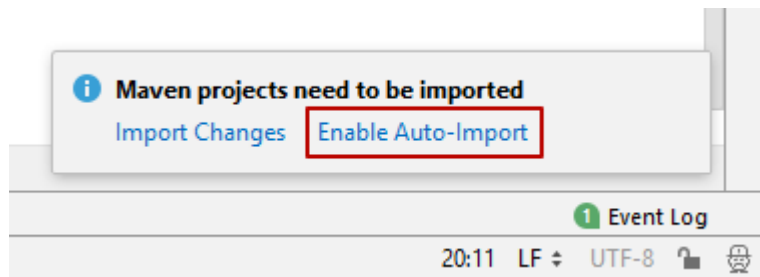 Maven projects need to be imported
Import Changes Enable Auto-Import
1 Event Log
20:11 LF UTF-8